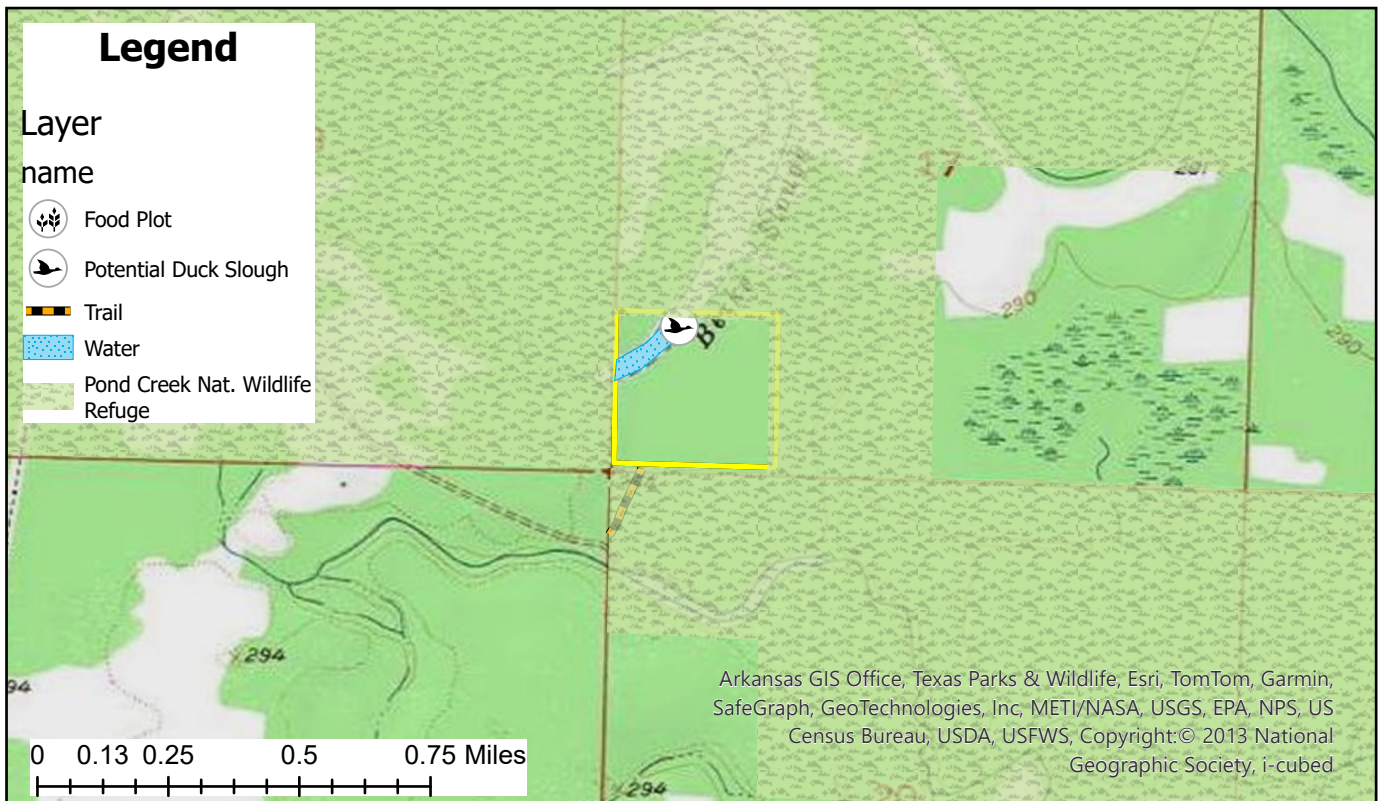 Legend
Layer
name
Food Plot
Potential Duck Slough
Trail
Water
Pond Creek Nat. Wildlife
Refuge
17
Slough
290
290
294
94
294
0 0.13 0.25 0.5 0.75 Miles
Arkansas GIS Office, Texas Parks & Wildlife, Esri, TomTom, Garmin,
SafeGraph, GeoTechnologies, Inc, METI/NASA, USGS, EPA, NPS, US
Census Bureau, USDA, USFWS, Copyright:© 2013 National
Geographic Society, i-cubed